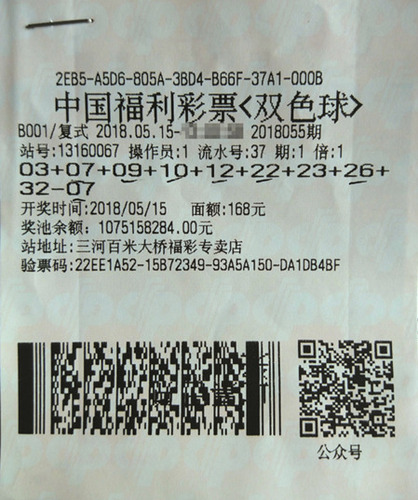 2EB5-A5D6-805A-3BD4-B66F-37A1-000B
中国福利彩票<双色球>
B001/复式 2018.05.15- 2018055期
站号:13160067 操作员:1 流水号:37 期:1 倍:1
03+07+09+10+12+22+23+26+
32-07
开奖时间:2018/05/15 面额:168元
奖池余额: 1075158284.00元
站地址:三河百米大桥福彩专卖店
验票码:22EE1A52-15B72349-93A5A150-DA1DB4BF
公众号